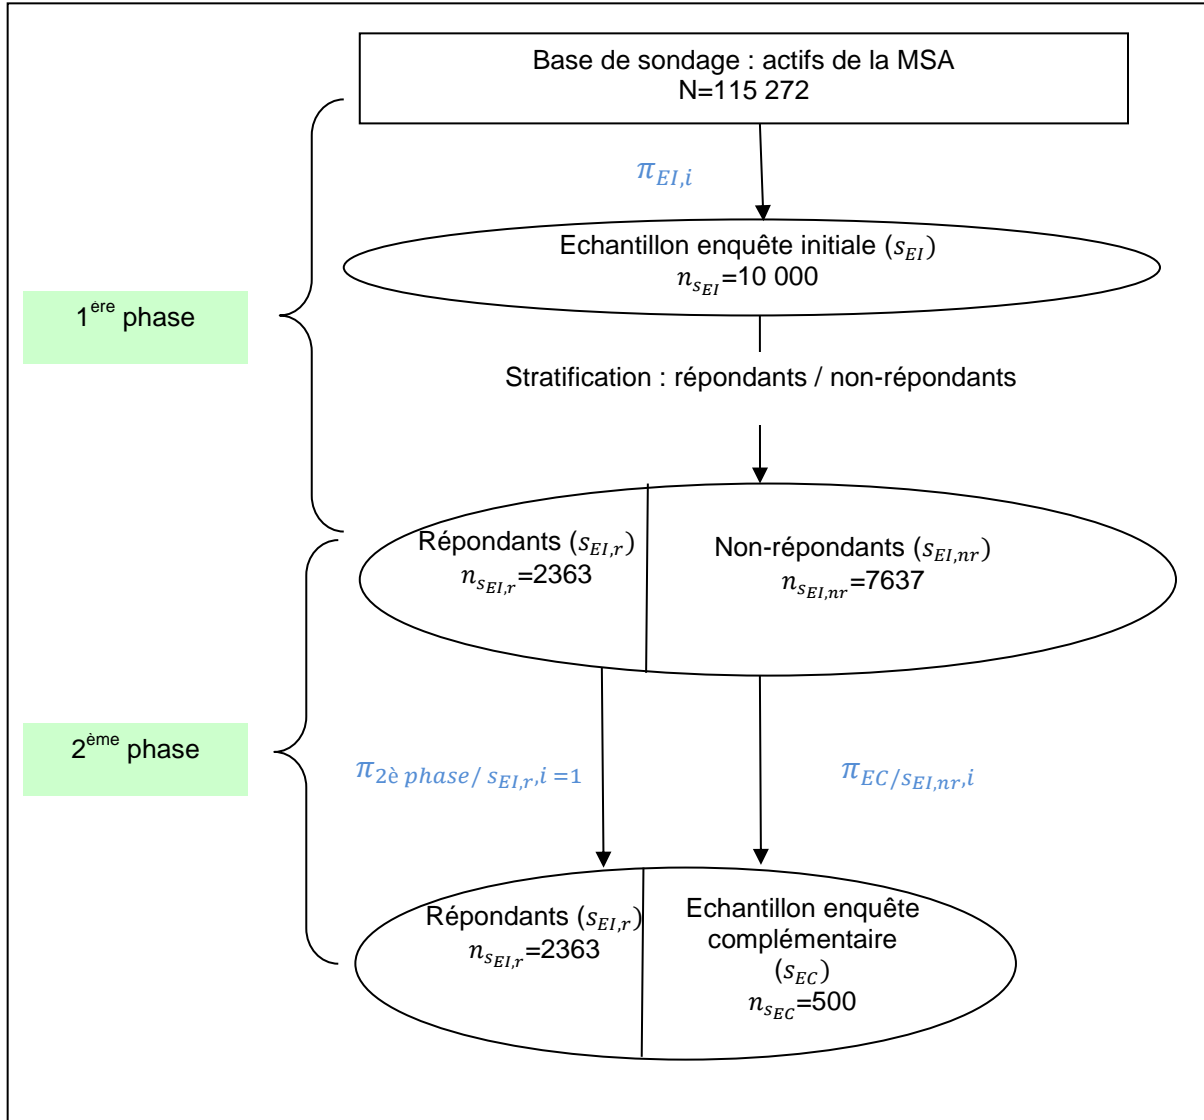 Base de sondage : actifs de la MSA
N=115 272
π_{EI,i}
Echantillon enquête initiale (s_{EI})
n_{s_{EI}}=10 000
1^{ère} phase
Stratification : répondants / non-répondants
Répondants (s_{EI,r})
n_{s_{EI,r}}=2363
Non-répondants (s_{EI,nr})
n_{s_{EI,nr}}=7637
2^{ème} phase
π_{2è phase/ s_{EI,r},i =1}
π_{EC/s_{EI,nr},i}
Répondants (s_{EI,r})
n_{s_{EI,r}}=2363
Echantillon enquête
complémentaire
(s_{EC})
n_{s_{EC}}=500